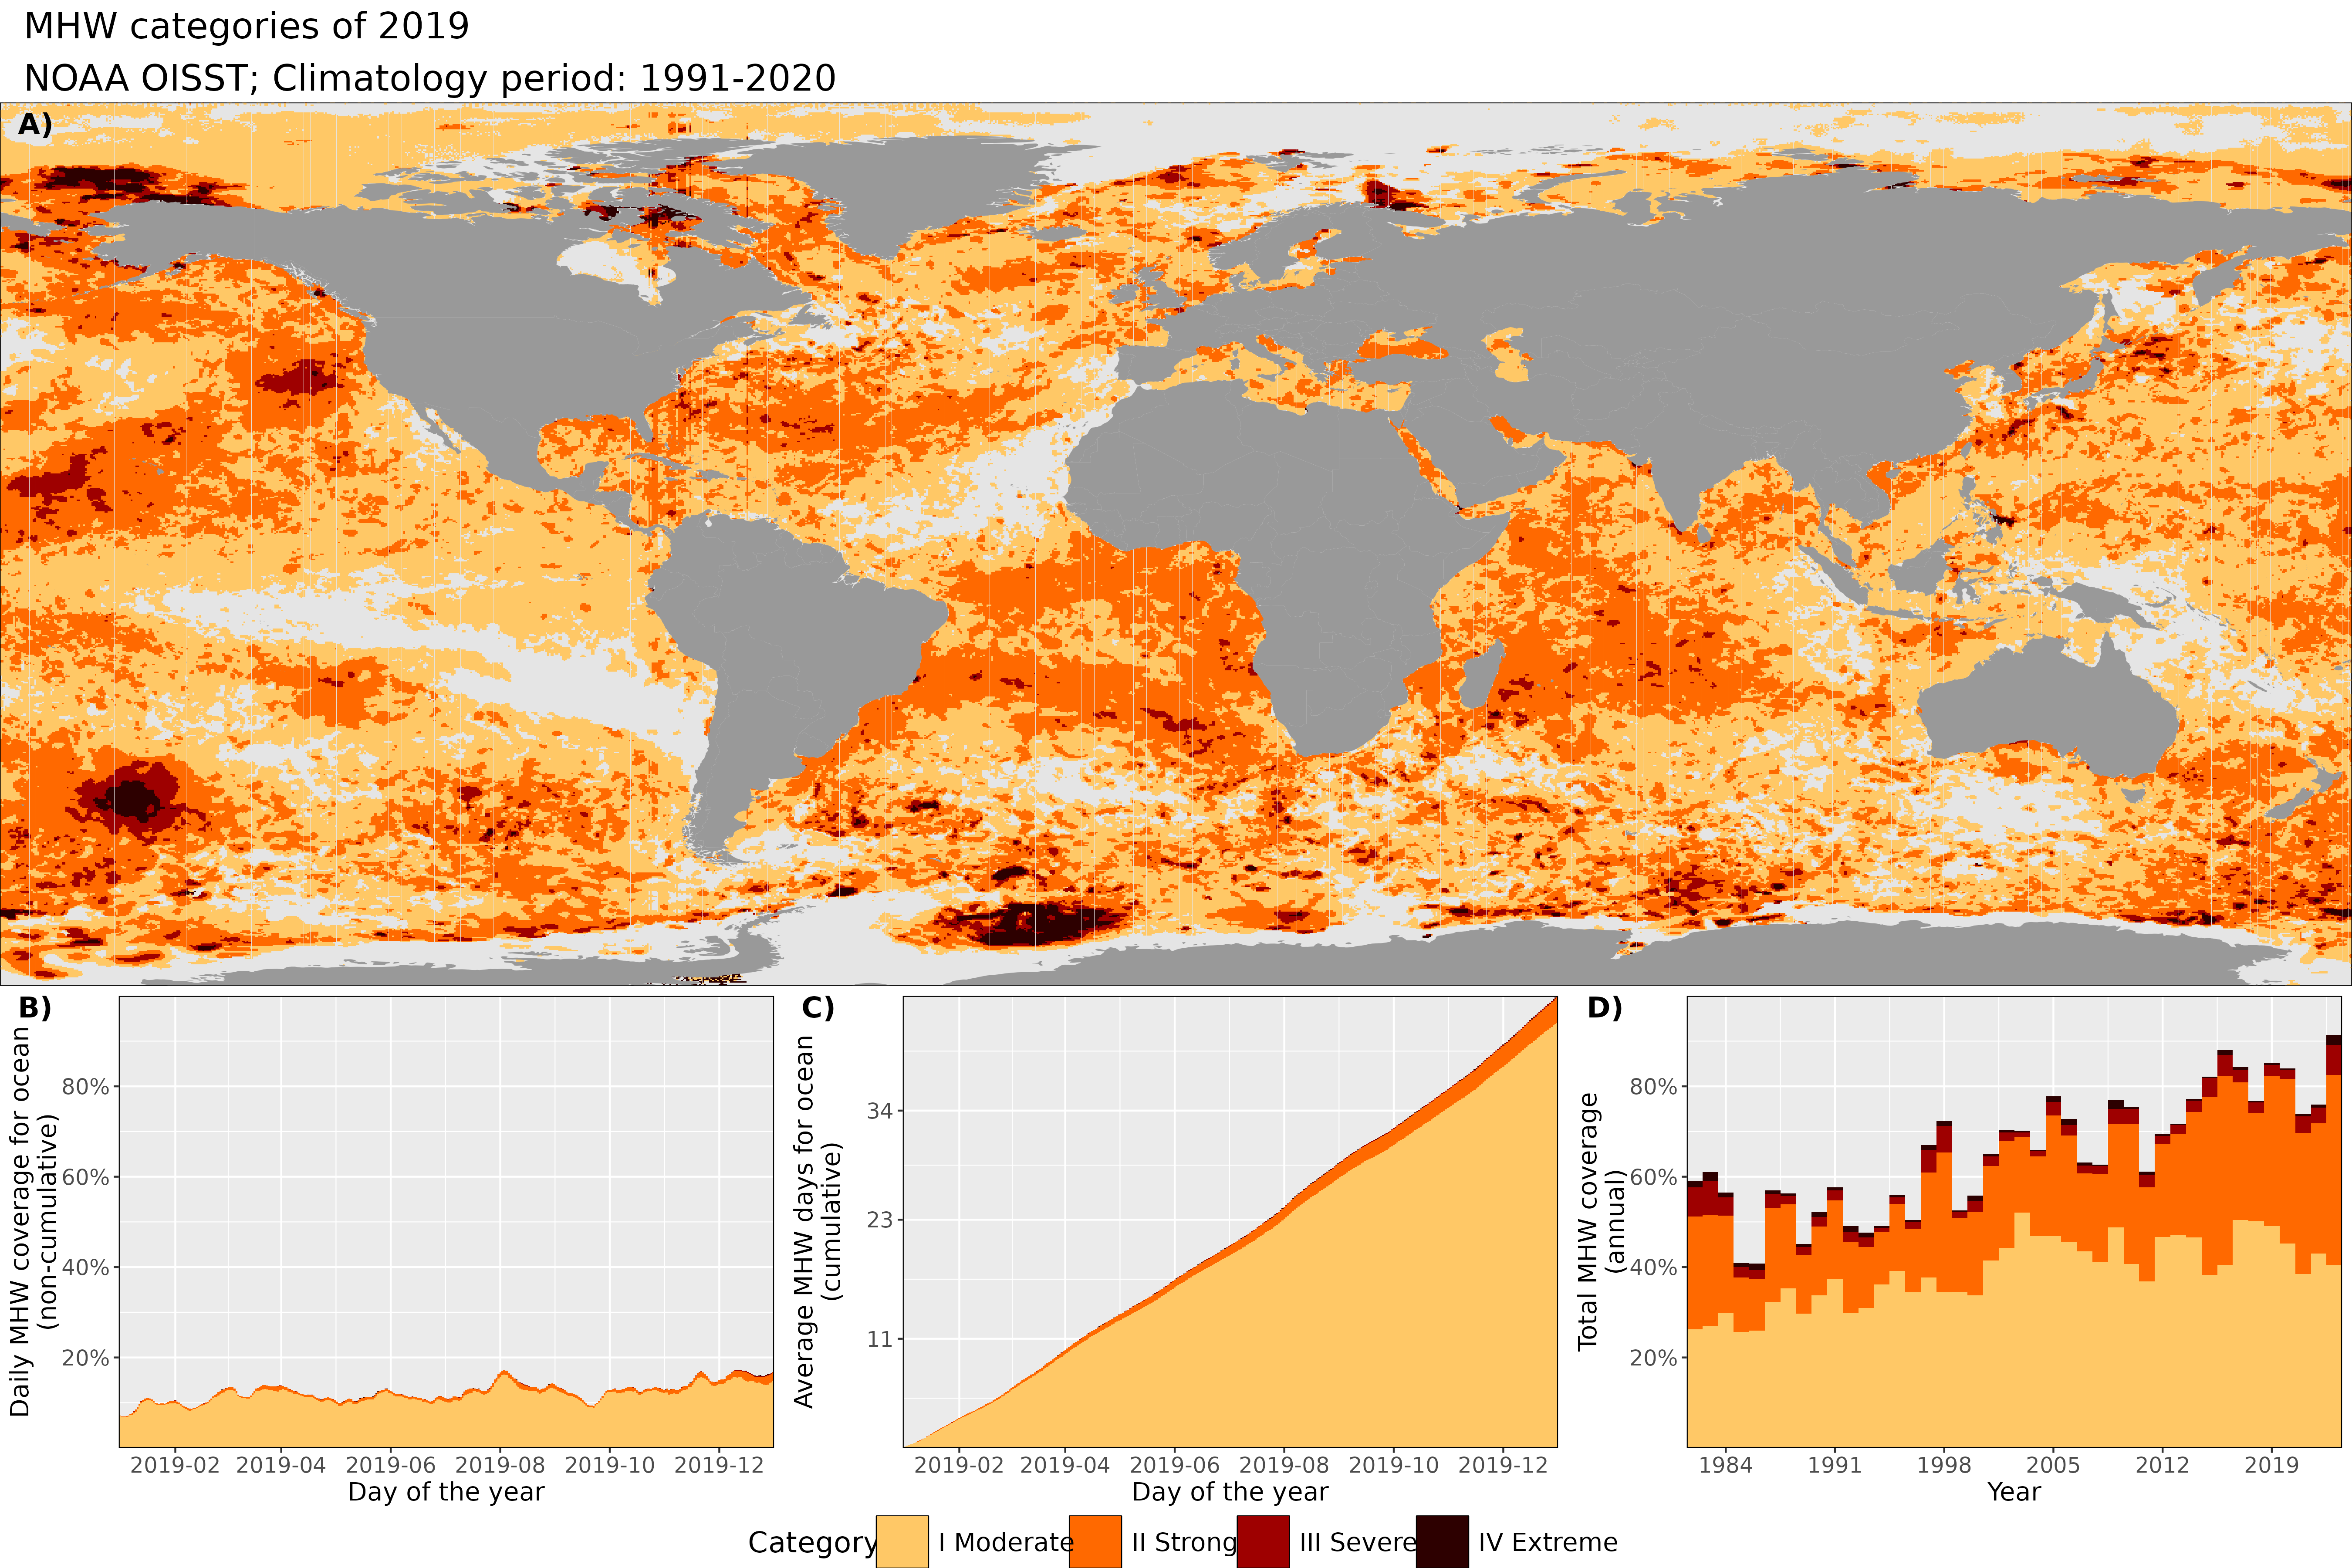 MHW categories of 2019
NOAA OISST; Climatology period: 1991-2020
A)
B)
Daily MHW coverage for ocean
(non-cumulative)
80%
60%
40%
20%
2019-02 2019-04 2019-06 2019-08 2019-10 2019-12
Day of the year
C)
Average MHW days for ocean
(cumulative)
34
23
11
2019-02 2019-04 2019-06 2019-08 2019-10 2019-12
Day of the year
D)
Total MHW coverage
(annual)
80%
60%
40%
20%
1984 1991 1998 2005 2012 2019
Year
Category I Moderate II Strong III Severe IV Extreme